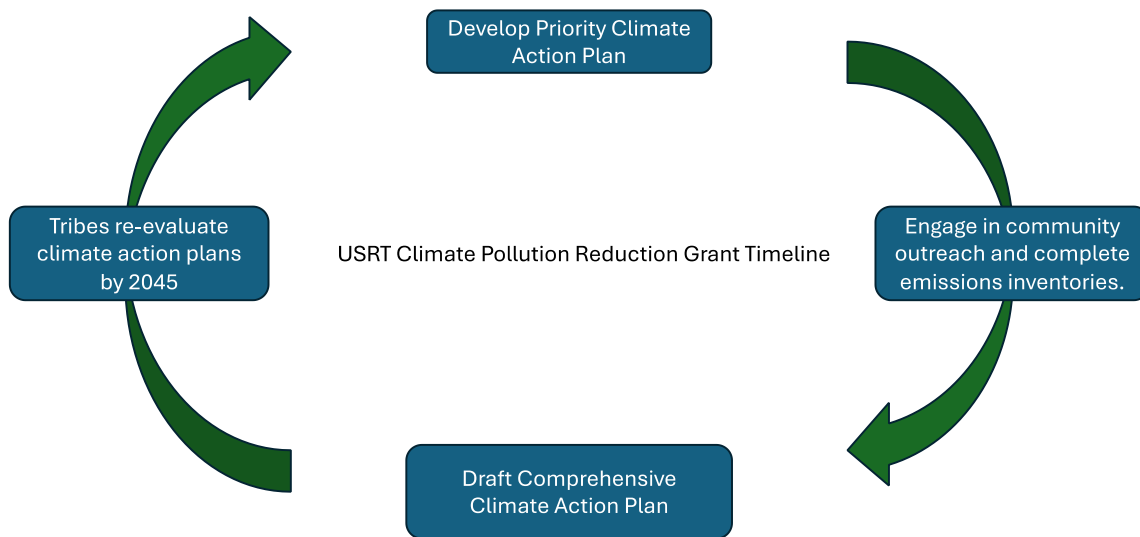 Develop Priority Climate
Action Plan
Tribes re-evaluate
climate action plans
by 2045
USRT Climate Pollution Reduction Grant Timeline
Engage in community
outreach and complete
emissions inventories.
Draft Comprehensive
Climate Action Plan